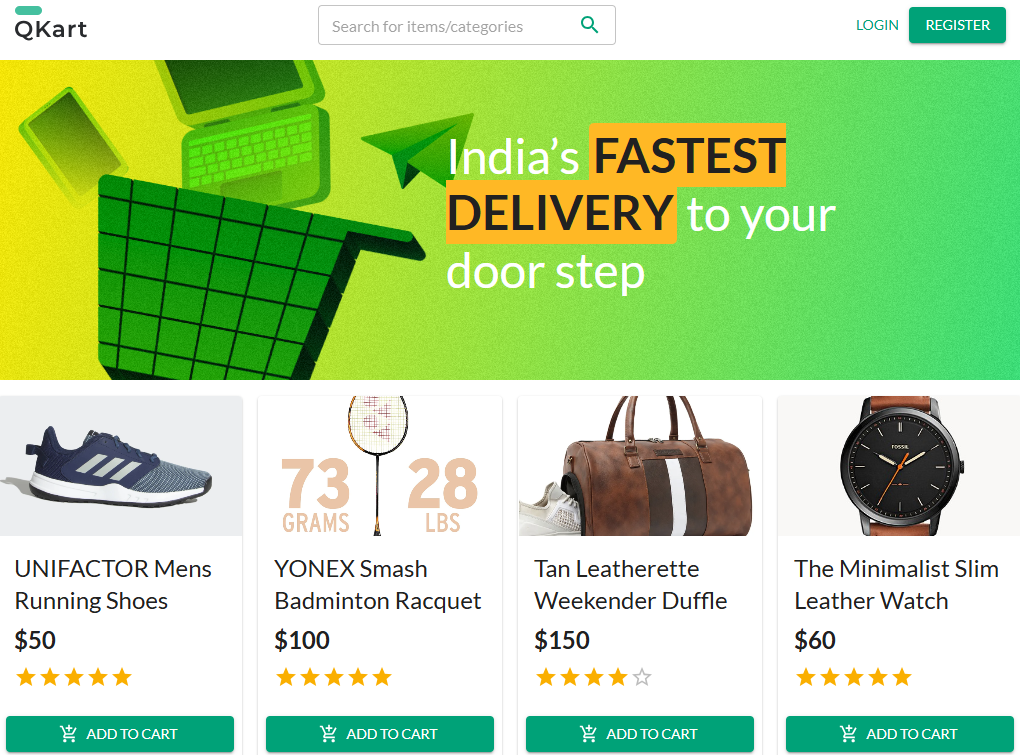 QKart
Search for items/categories
LOGIN
REGISTER
India’s FASTEST
DELIVERY to your
door step
73
GRAMS
28
LBS
FOSSIL
UNIFACTOR Mens
Running Shoes
$50
ADD TO CART
YONEX Smash
Badminton Racquet
$100
ADD TO CART
Tan Leatherette
Weekender Duffle
$150
ADD TO CART
The Minimalist Slim
Leather Watch
$60
ADD TO CART